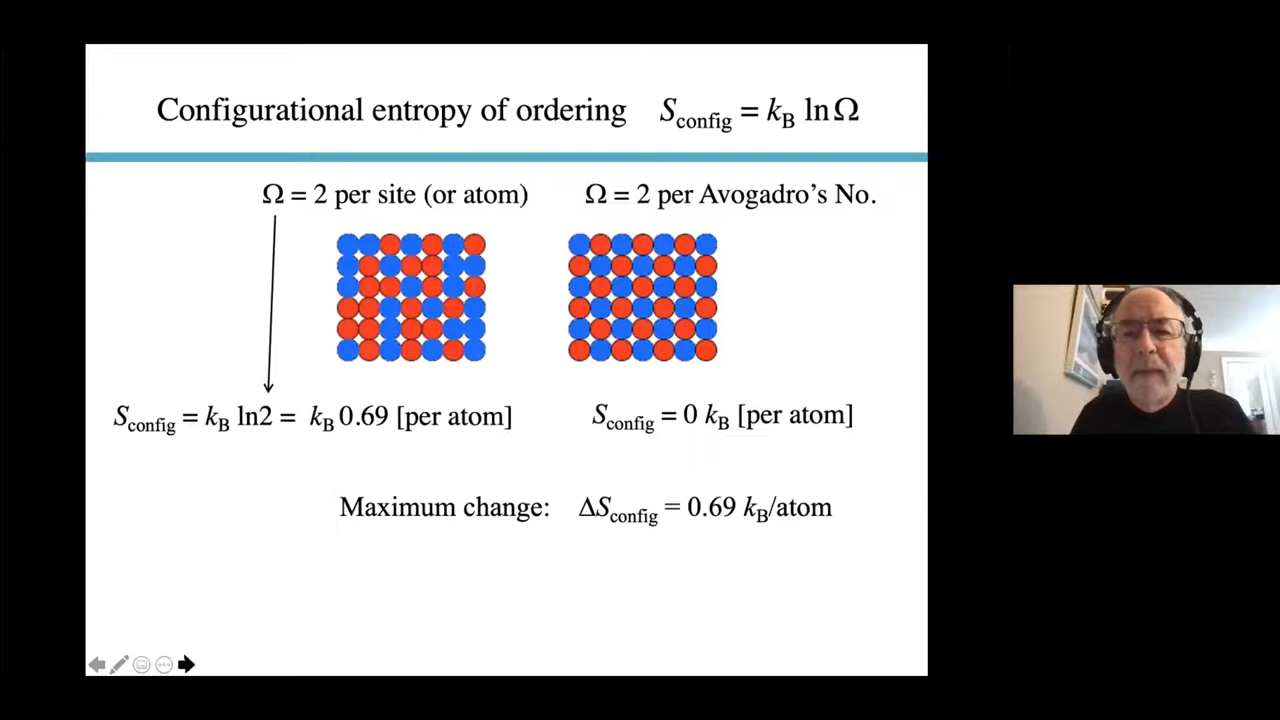 Configurational entropy of ordering S_config = k_B ln Ω
Ω = 2 per site (or atom)
Ω = 2 per Avogadro’s No.
S_config = k_B ln2 = k_B 0.69 [per atom]
S_config = 0 k_B [per atom]
Maximum change: ΔS_config = 0.69 k_B/atom